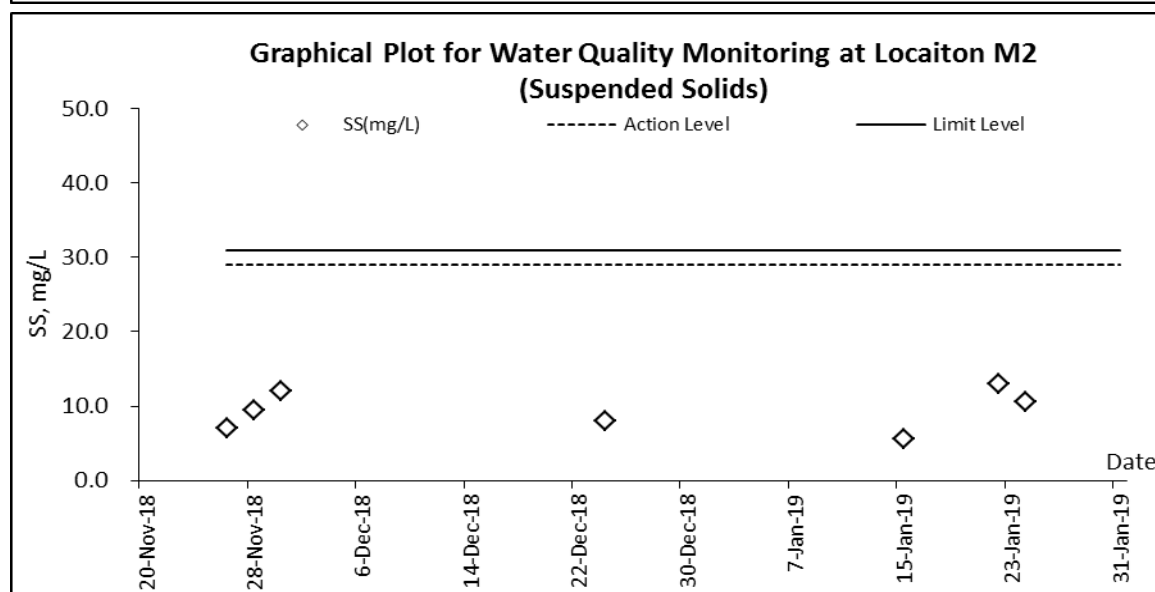 Graphical Plot for Water Quality Monitoring at Locaiton M2
(Suspended Solids)
SS(mg/L) Action Level Limit Level
50.0
40.0
30.0
20.0
10.0
0.0
SS, mg/L
Date
20-Nov-18
28-Nov-18
6-Dec-18
14-Dec-18
22-Dec-18
30-Dec-18
7-Jan-19
15-Jan-19
23-Jan-19
31-Jan-19